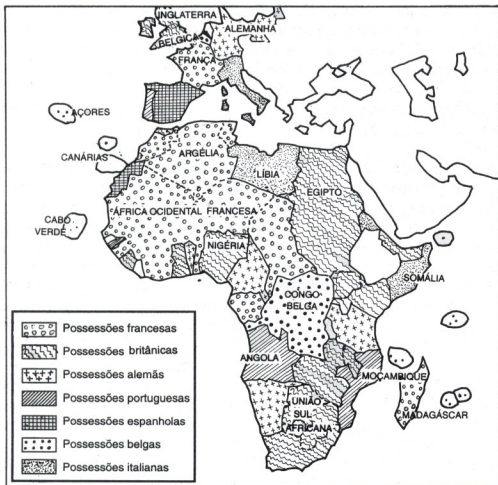 INGLATERRA
ALEMANHA
BELGICA
FRANÇA
AÇORES
CANÁRIAS
ARGÉLIA
LÍBIA
EGIPTO
CABO
VERDE
ÁFRICA OCIDENTAL FRANCESA
NIGÉRIA
SOMÁLIA
CONGO
BELGA
ANGOLA
MOÇAMBIQUE
UNIÃO
SUL
AFRICANA
MADAGÁSCAR
Possessões francesas
Possessões britânicas
Possessões alemãs
Possessões portuguesas
Possessões espanholas
Possessões belgas
Possessões italianas